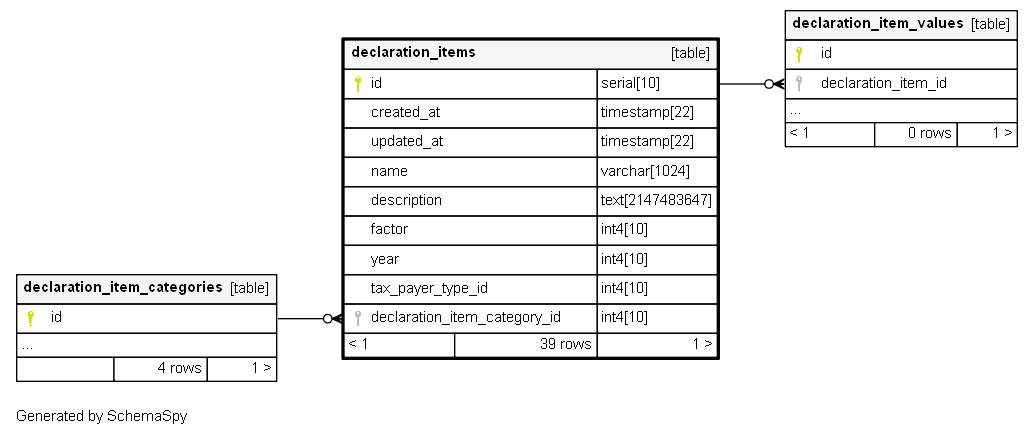 declaration_item_values [table]
id
declaration_item_id
...
< 1 0 rows 1 >
declaration_items [table]
id serial[10]
created_at timestamp[22]
updated_at timestamp[22]
name varchar[1024]
description text[2147483647]
factor int4[10]
year int4[10]
tax_payer_type_id int4[10]
declaration_item_category_id int4[10]
< 1 39 rows 1 >
declaration_item_categories [table]
id
...
4 rows 1 >
Generated by SchemaSpy